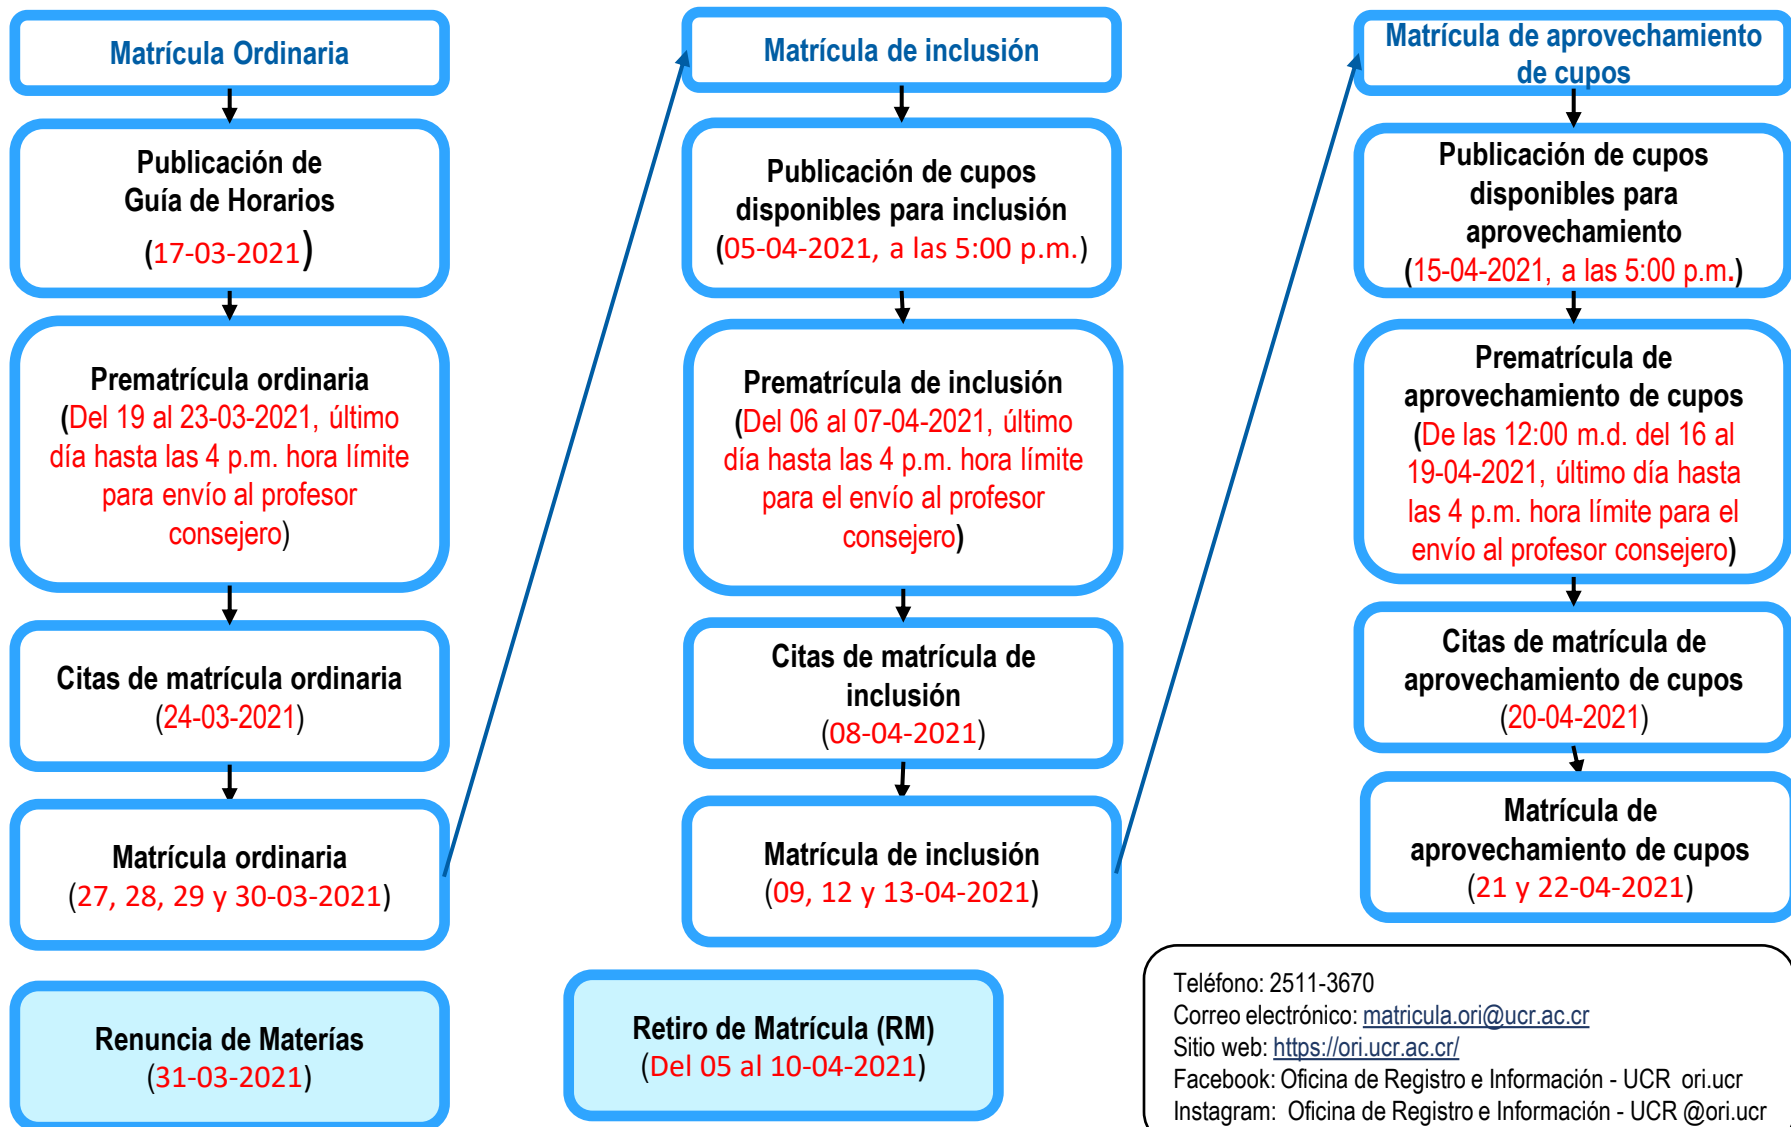 Matrícula Ordinaria
Publicación de
Guía de Horarios
(17-03-2021)
Prematrícula ordinaria
(Del 19 al 23-03-2021, último
día hasta las 4 p.m. hora límite
para envío al profesor
consejero)
Citas de matrícula ordinaria
(24-03-2021)
Matrícula ordinaria
(27, 28, 29 y 30-03-2021)
Renuncia de Materías
(31-03-2021)
Matrícula de inclusión
Publicación de cupos
disponibles para inclusión
(05-04-2021, a las 5:00 p.m.)
Prematrícula de inclusión
(Del 06 al 07-04-2021, último
día hasta las 4 p.m. hora límite
para el envío al profesor
consejero)
Citas de matrícula de
inclusión
(08-04-2021)
Matrícula de inclusión
(09, 12 y 13-04-2021)
Retiro de Matrícula (RM)
(Del 05 al 10-04-2021)
Matrícula de aprovechamiento
de cupos
Publicación de cupos
disponibles para
aprovechamiento
(15-04-2021, a las 5:00 p.m.)
Prematrícula de
aprovechamiento de cupos
(De las 12:00 m.d. del 16 al
19-04-2021, último día hasta
las 4 p.m. hora límite para el
envío al profesor consejero)
Citas de matrícula de
aprovechamiento de cupos
(20-04-2021)
Matrícula de
aprovechamiento de cupos
(21 y 22-04-2021)
Teléfono: 2511-3670
Correo electrónico: matricula.ori@ucr.ac.cr
Sitio web: https://ori.ucr.ac.cr/
Facebook: Oficina de Registro e Información - UCR ori.ucr
Instagram: Oficina de Registro e Información - UCR @ori.ucr